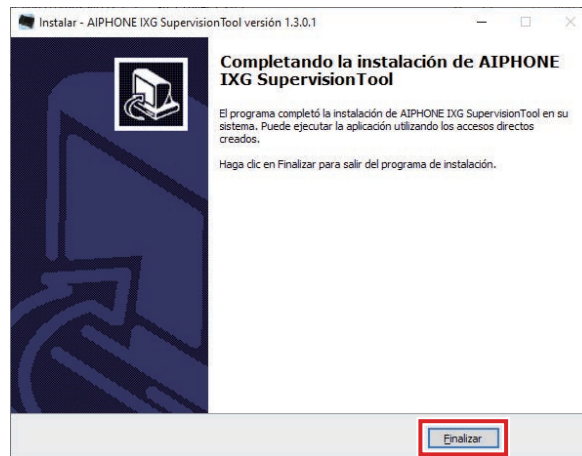 Instalar - AIPHONE IXG SupervisionTool versión 1.3.0.1
Completando la instalación de AIPHONE
IXG SupervisionTool
El programa completó la instalación de AIPHONE IXG SupervisionTool en su
sistema. Puede ejecutar la aplicación utilizando los accesos directos
creados.
Haga clic en Finalizar para salir del programa de instalación.
Finalizar